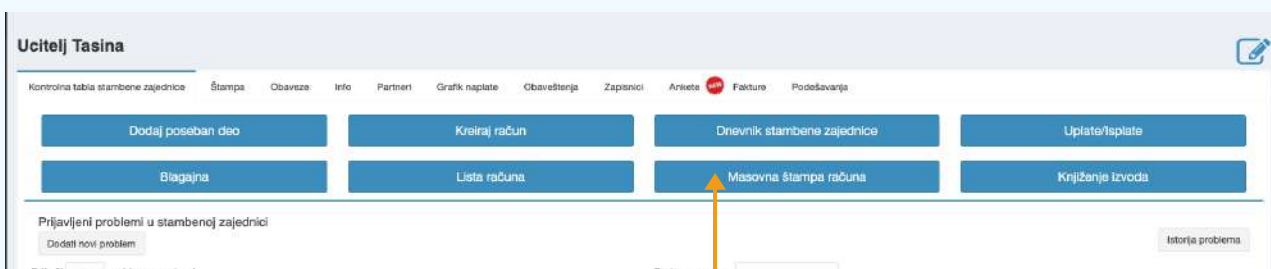 Ucitelj Tasina
Kontrolna tabla stambene zajednice Štampa Obaveze Info Partneri Grafik naplate Obaveštenja Zapisnici Ankete NEW Fakture Podešavanja
Dodaj poseban deo Kreiraj račun Dnevnik stambene zajednice Uplate/Isplate
Blagajna Lista računa Masovna štampa računa Knjiženje izvoda
Prijavljeni problemi u stambenoj zajednici
Dodati novi problem Istorija problema